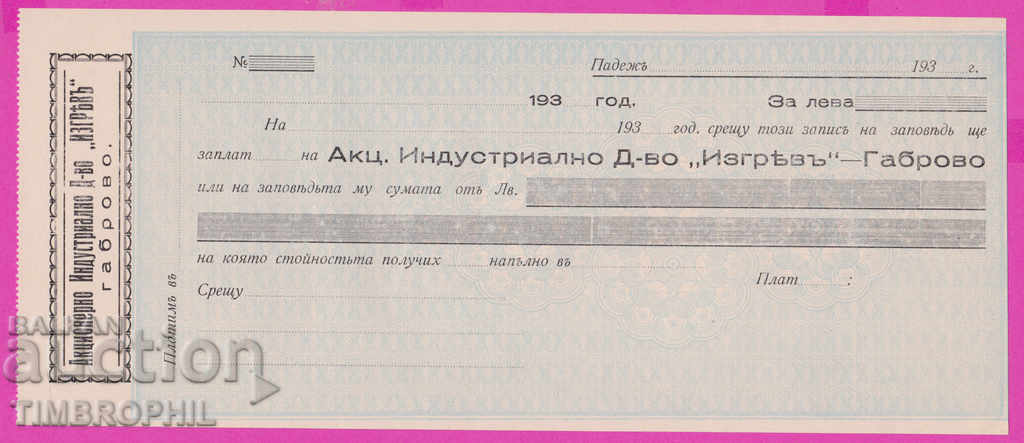 № Падежъ 193 г.
193 год. За лева
На 193 год. срещу този запись на заповѣдь ще
заплат на Акц. Индустриално Д-во „Изгрѣвъ"—Габрово
или на заповѣдьта му сумата отъ Лв.
на която стойностьта получих напълно въ
Плат :
Срещу
Платимъ въ
Акционерно Индустриално Д-во „ИЗГРѢВЪ"
габрово.
BALKAN
auction
TIMBROPHIL